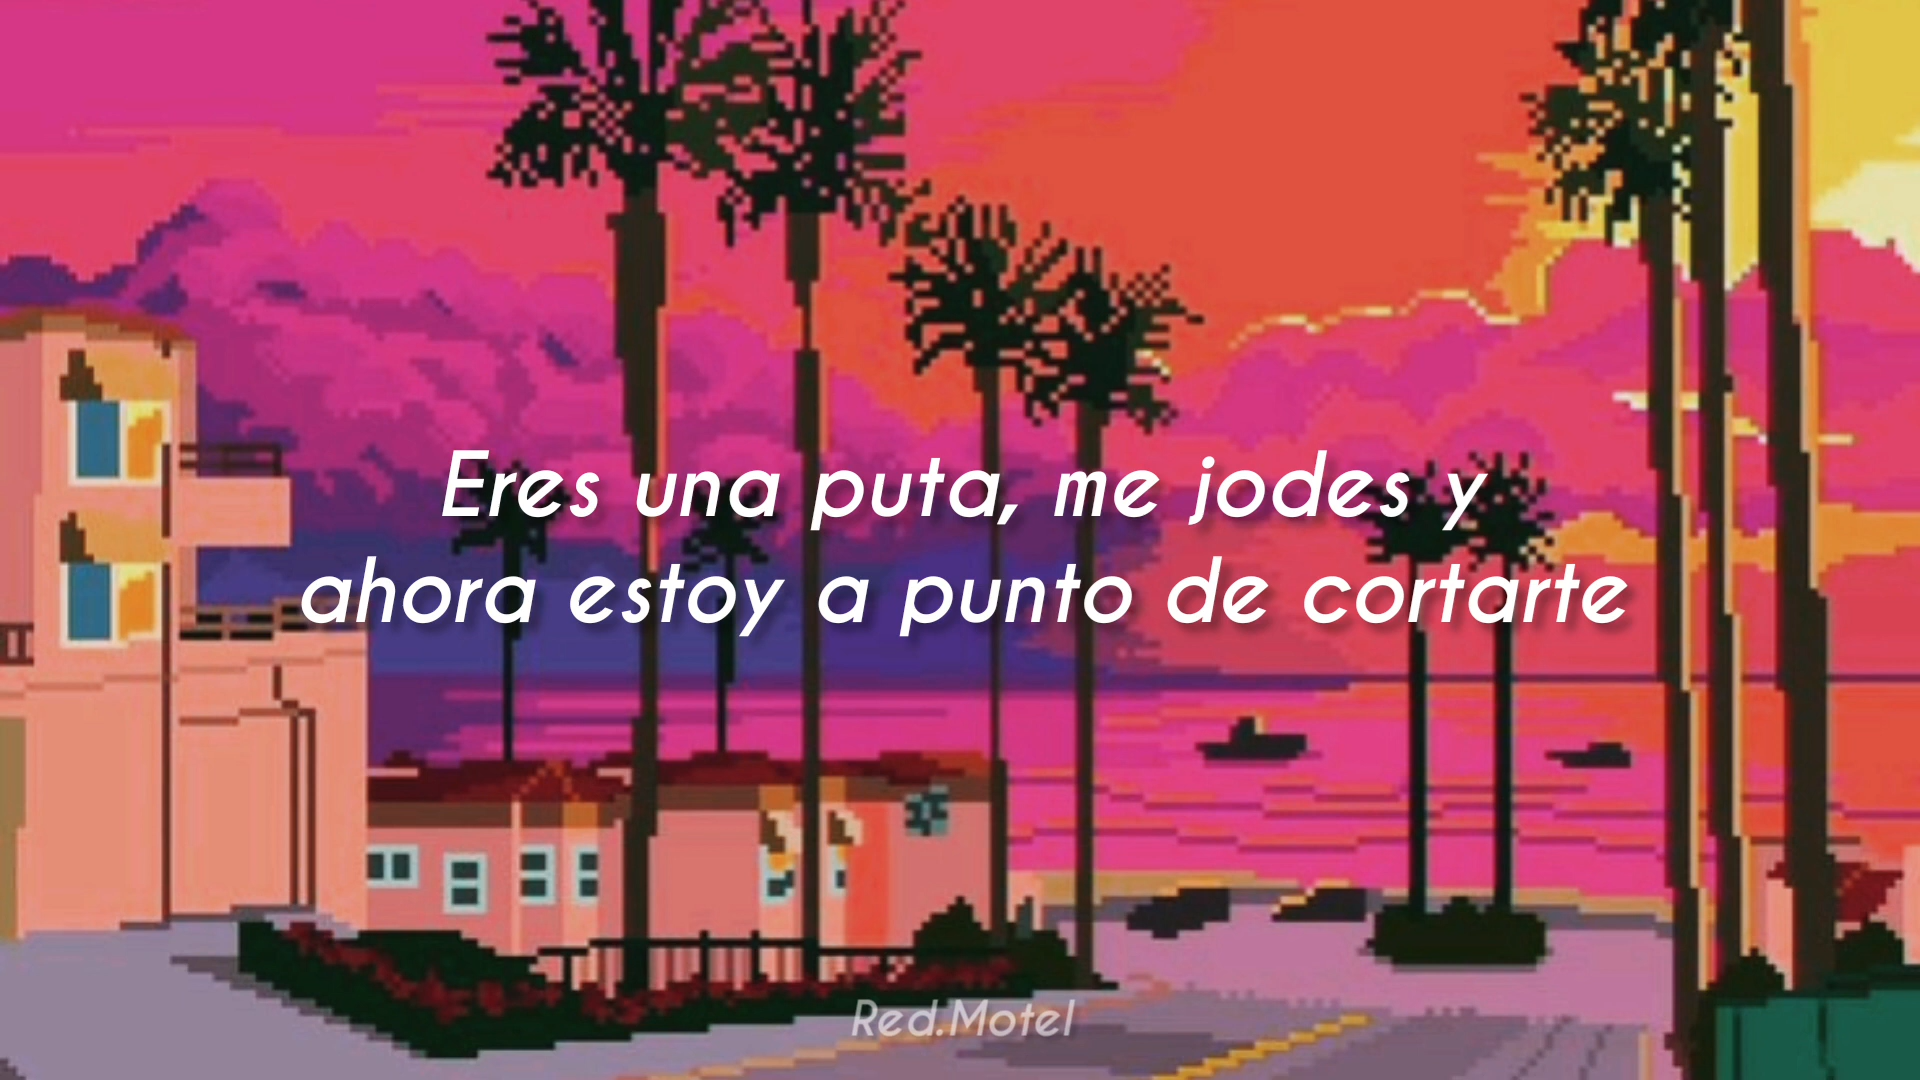 Eres una puta, me jodes y
ahora estoy a punto de cortarte
Red.Motel